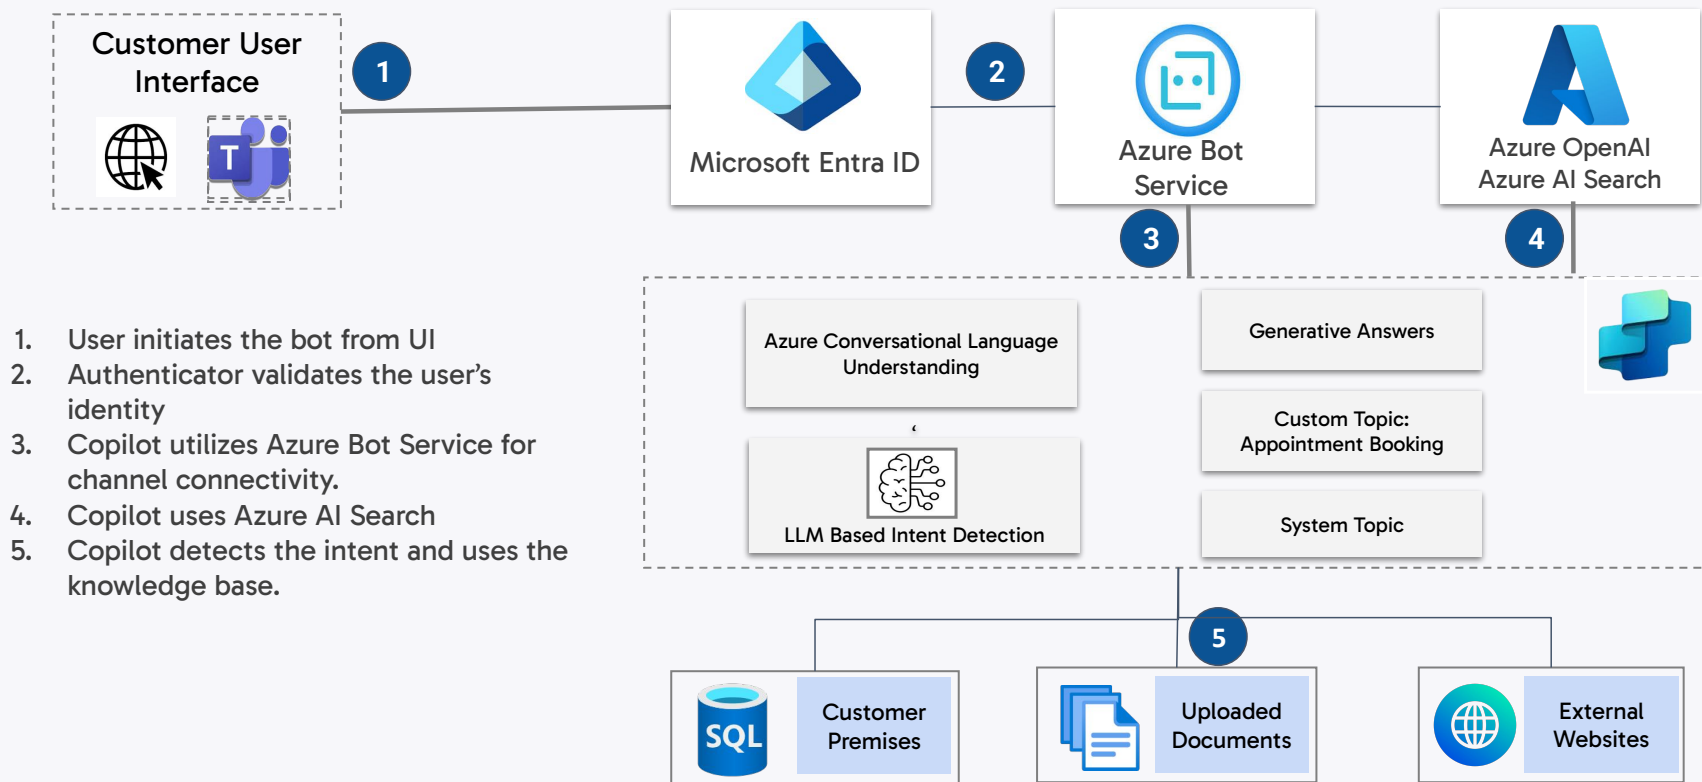 Customer User
Interface
1
2
T
Microsoft Entra ID
Azure Bot
Service
Azure OpenAI
Azure AI Search
3
4
1. User initiates the bot from UI
2. Authenticator validates the user’s
identity
3. Copilot utilizes Azure Bot Service for
channel connectivity.
4. Copilot uses Azure AI Search
5. Copilot detects the intent and uses the
knowledge base.
Azure Conversational Language
Understanding
‘
LLM Based Intent Detection
Generative Answers
Custom Topic:
Appointment Booking
System Topic
5
SQL
Customer
Premises
Uploaded
Documents
External
Websites